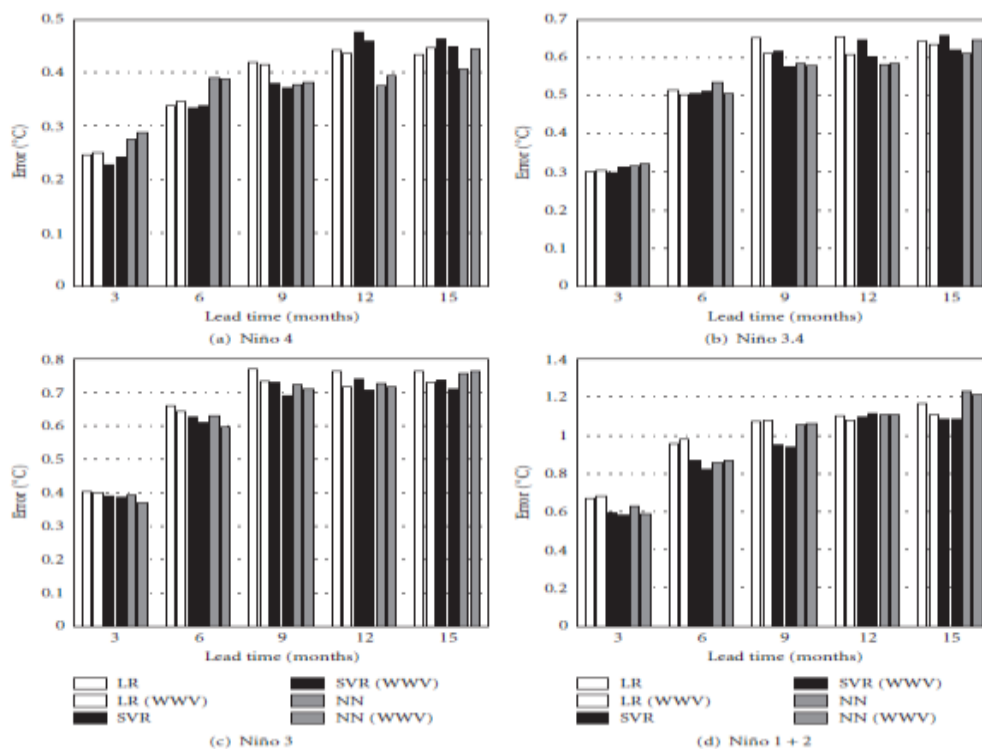 0.5
0.4
0.3
0.2
0.1
0
Error (°C)
3 6 9 12 15
Lead time (months)
(a) Niño 4
0.7
0.6
0.5
0.4
0.3
0.2
0.1
0
Error (°C)
3 6 9 12 15
Lead time (months)
(b) Niño 3.4
0.8
0.7
0.6
0.5
0.4
0.3
0.2
0.1
0
Error (°C)
3 6 9 12 15
Lead time (months)
LR
LR (WWV)
SVR
SVR (WWV)
NN
NN (WWV)
(c) Niño 3
1.4
1.2
1
0.8
0.6
0.4
0.2
0
Error (°C)
3 6 9 12 15
Lead time (months)
LR
LR (WWV)
SVR
SVR (WWV)
NN
NN (WWV)
(d) Niño 1 + 2